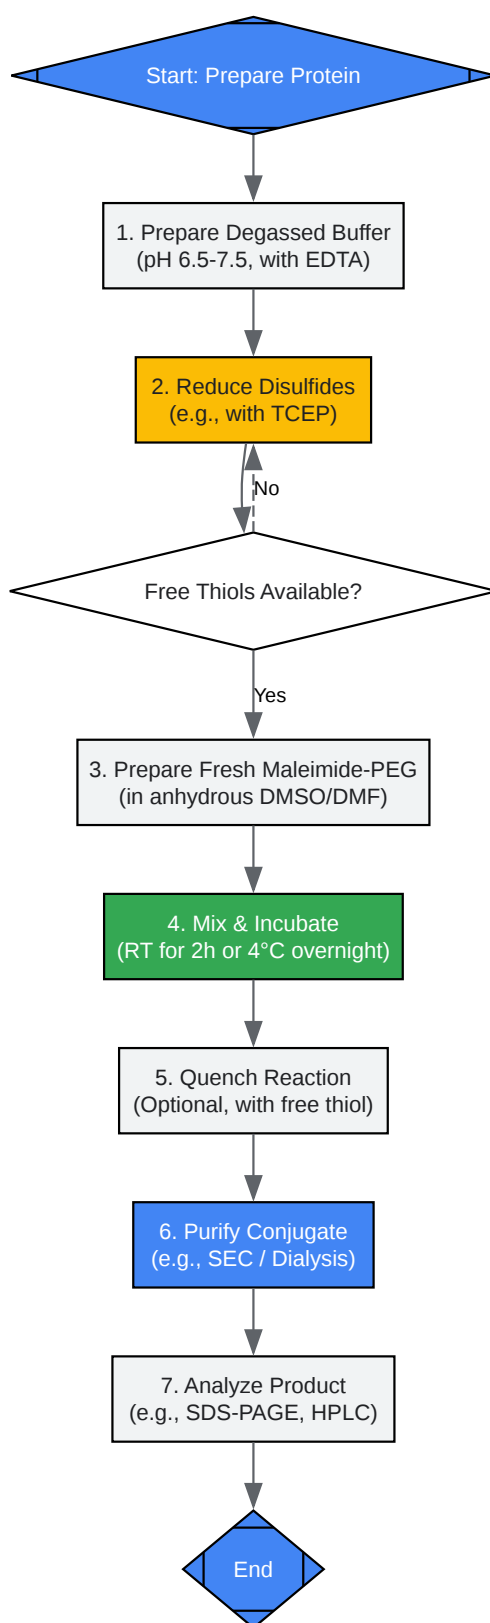 Start: Prepare Protein
1. Prepare Degassed Buffer
(pH 6.5-7.5, with EDTA)
2. Reduce Disulfides
(e.g., with TCEP)
No
Free Thiols Available?
Yes
3. Prepare Fresh Maleimide-PEG
(in anhydrous DMSO/DMF)
4. Mix & Incubate
(RT for 2h or 4°C overnight)
5. Quench Reaction
(Optional, with free thiol)
6. Purify Conjugate
(e.g., SEC / Dialysis)
7. Analyze Product
(e.g., SDS-PAGE, HPLC)
End